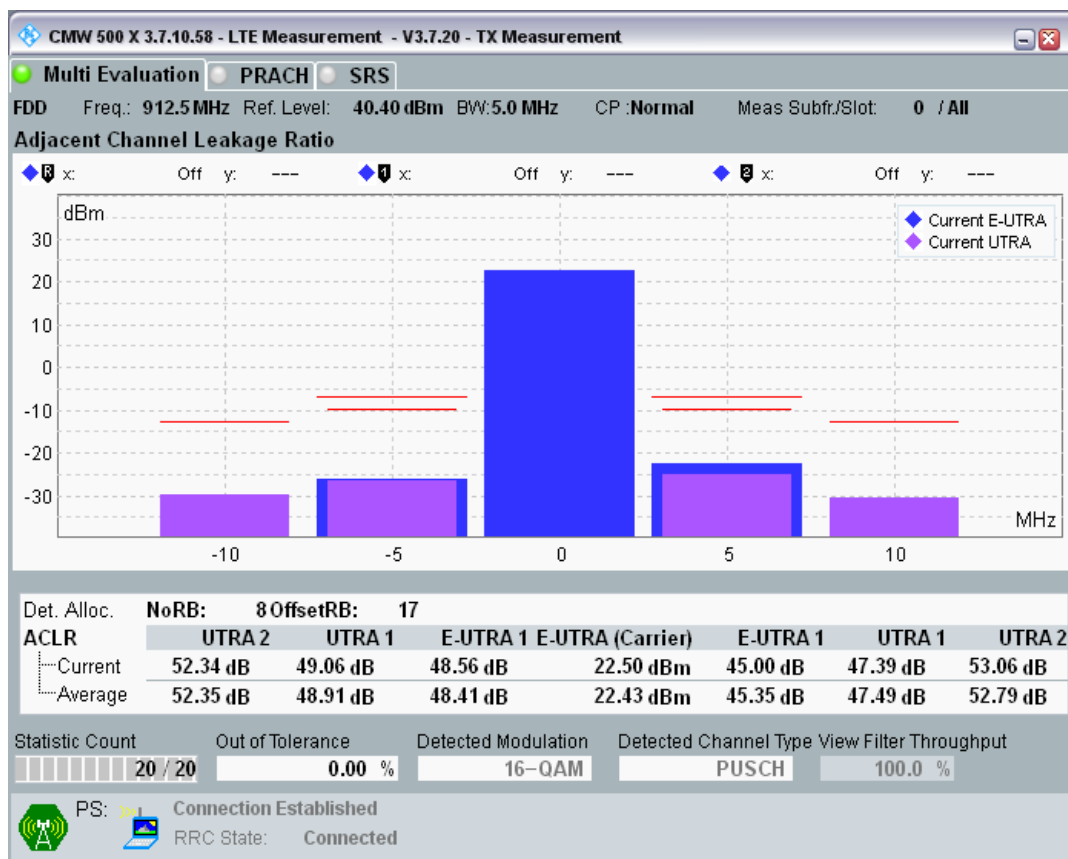 CMW 500 X 3.7.10.58 - LTE Measurement - V3.7.20 - TX Measurement
Multi Evaluation PRACH SRS
FDD Freq.: 912.5 MHz Ref. Level: 40.40 dBm BW:5.0 MHz CP :Normal Meas Subfr./Slot: 0 / All
Adjacent Channel Leakage Ratio
R x: Off y: --- 1 x: Off y: --- 2 x: Off y: ---
dBm
Current E-UTRA
Current UTRA
30
20
10
0
-10
-20
-30
MHz
-10 -5 0 5 10
Det. Alloc. NoRB: 8 OffsetRB: 17
ACLR UTRA 2 UTRA 1 E-UTRA 1 E-UTRA (Carrier) E-UTRA 1 UTRA 1 UTRA 2
Current 52.34 dB 49.06 dB 48.56 dB 22.50 dBm 45.00 dB 47.39 dB 53.06 dB
Average 52.35 dB 48.91 dB 48.41 dB 22.43 dBm 45.35 dB 47.49 dB 52.79 dB
Statistic Count Out of Tolerance Detected Modulation Detected Channel Type View Filter Throughput
20 / 20 0.00 % 16-QAM PUSCH 100.0 %
PS: Connection Established
RRC State: Connected